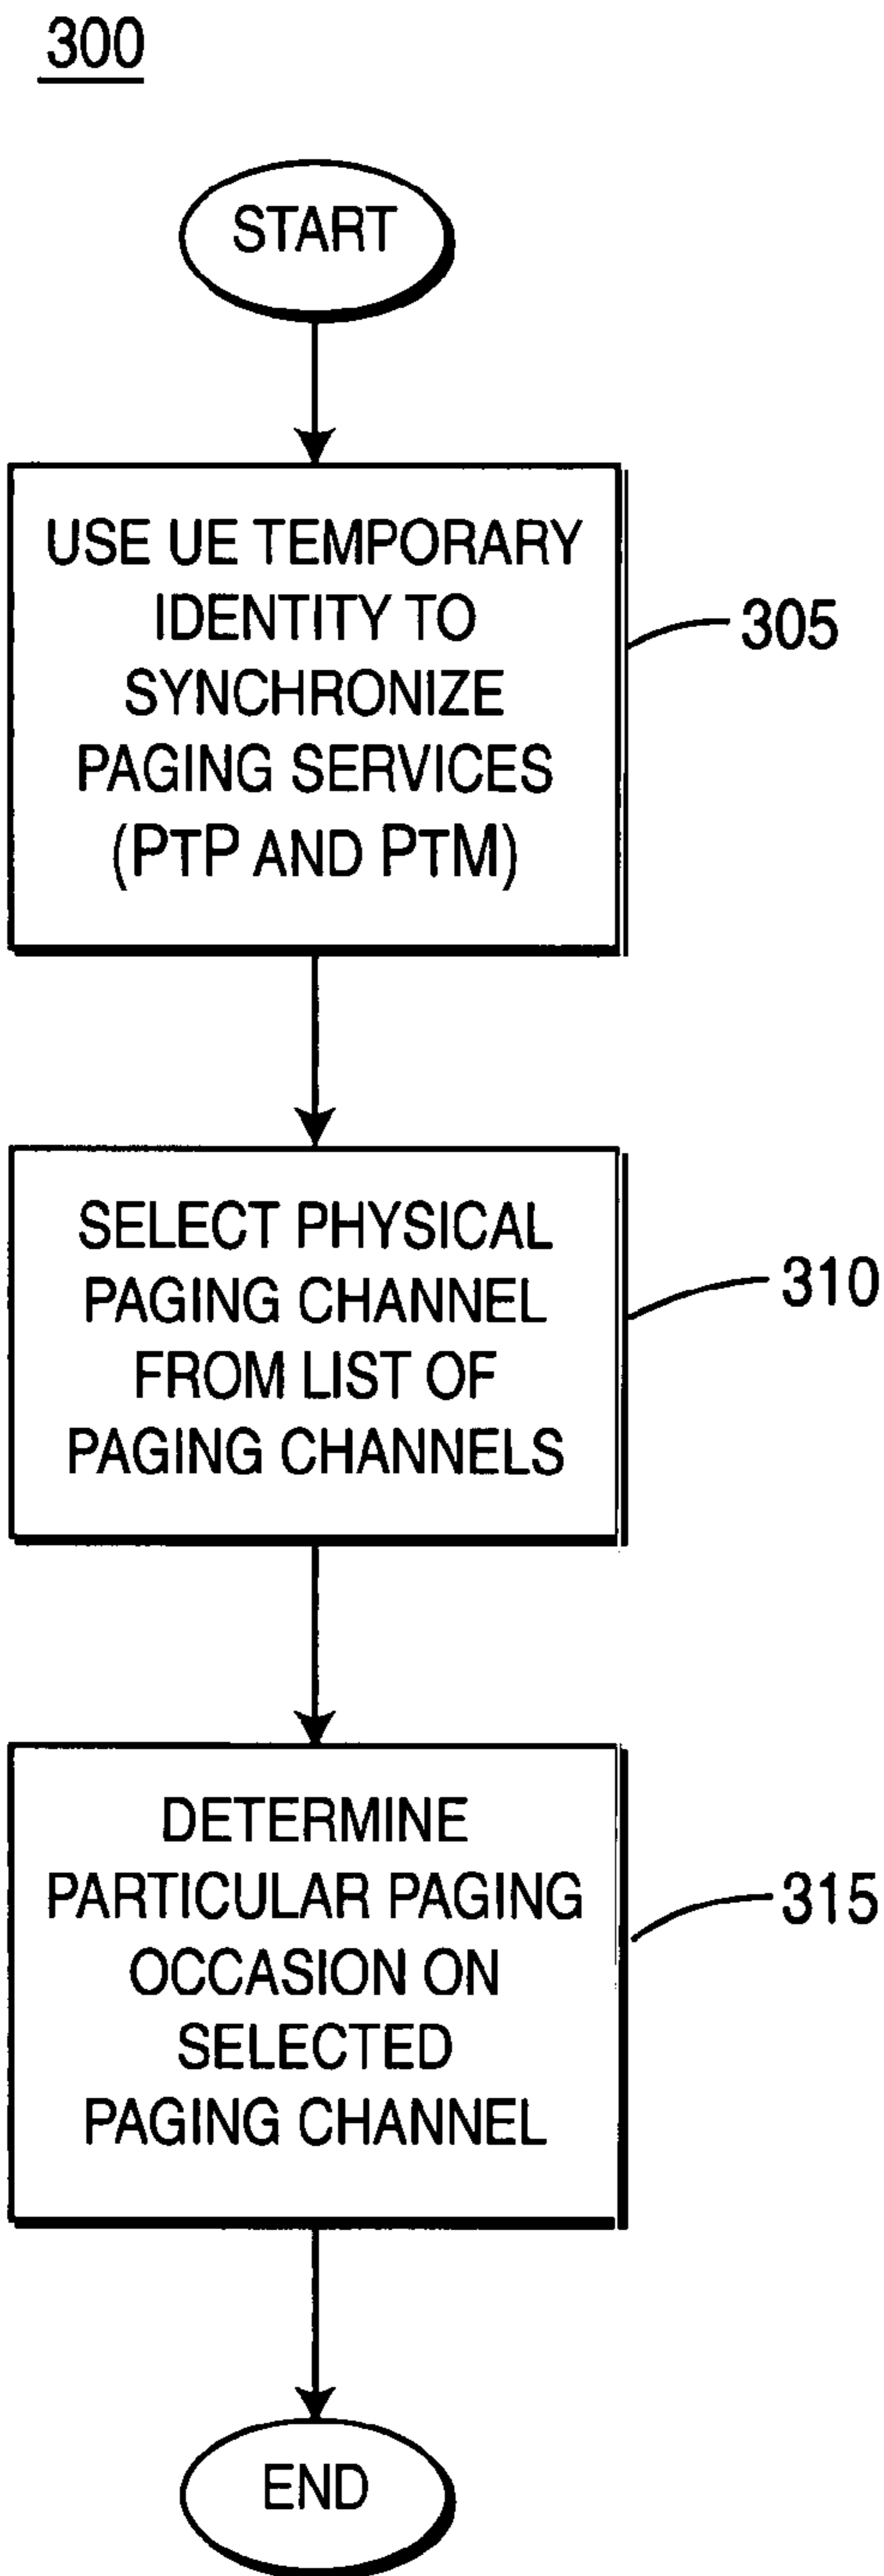 300
START
USE UE TEMPORARY
IDENTITY TO
SYNCHRONIZE
PAGING SERVICES
(PTP AND PTM)
305
SELECT PHYSICAL
PAGING CHANNEL
FROM LIST OF
PAGING CHANNELS
310
DETERMINE
PARTICULAR PAGING
OCCASION ON
SELECTED
PAGING CHANNEL
315
END